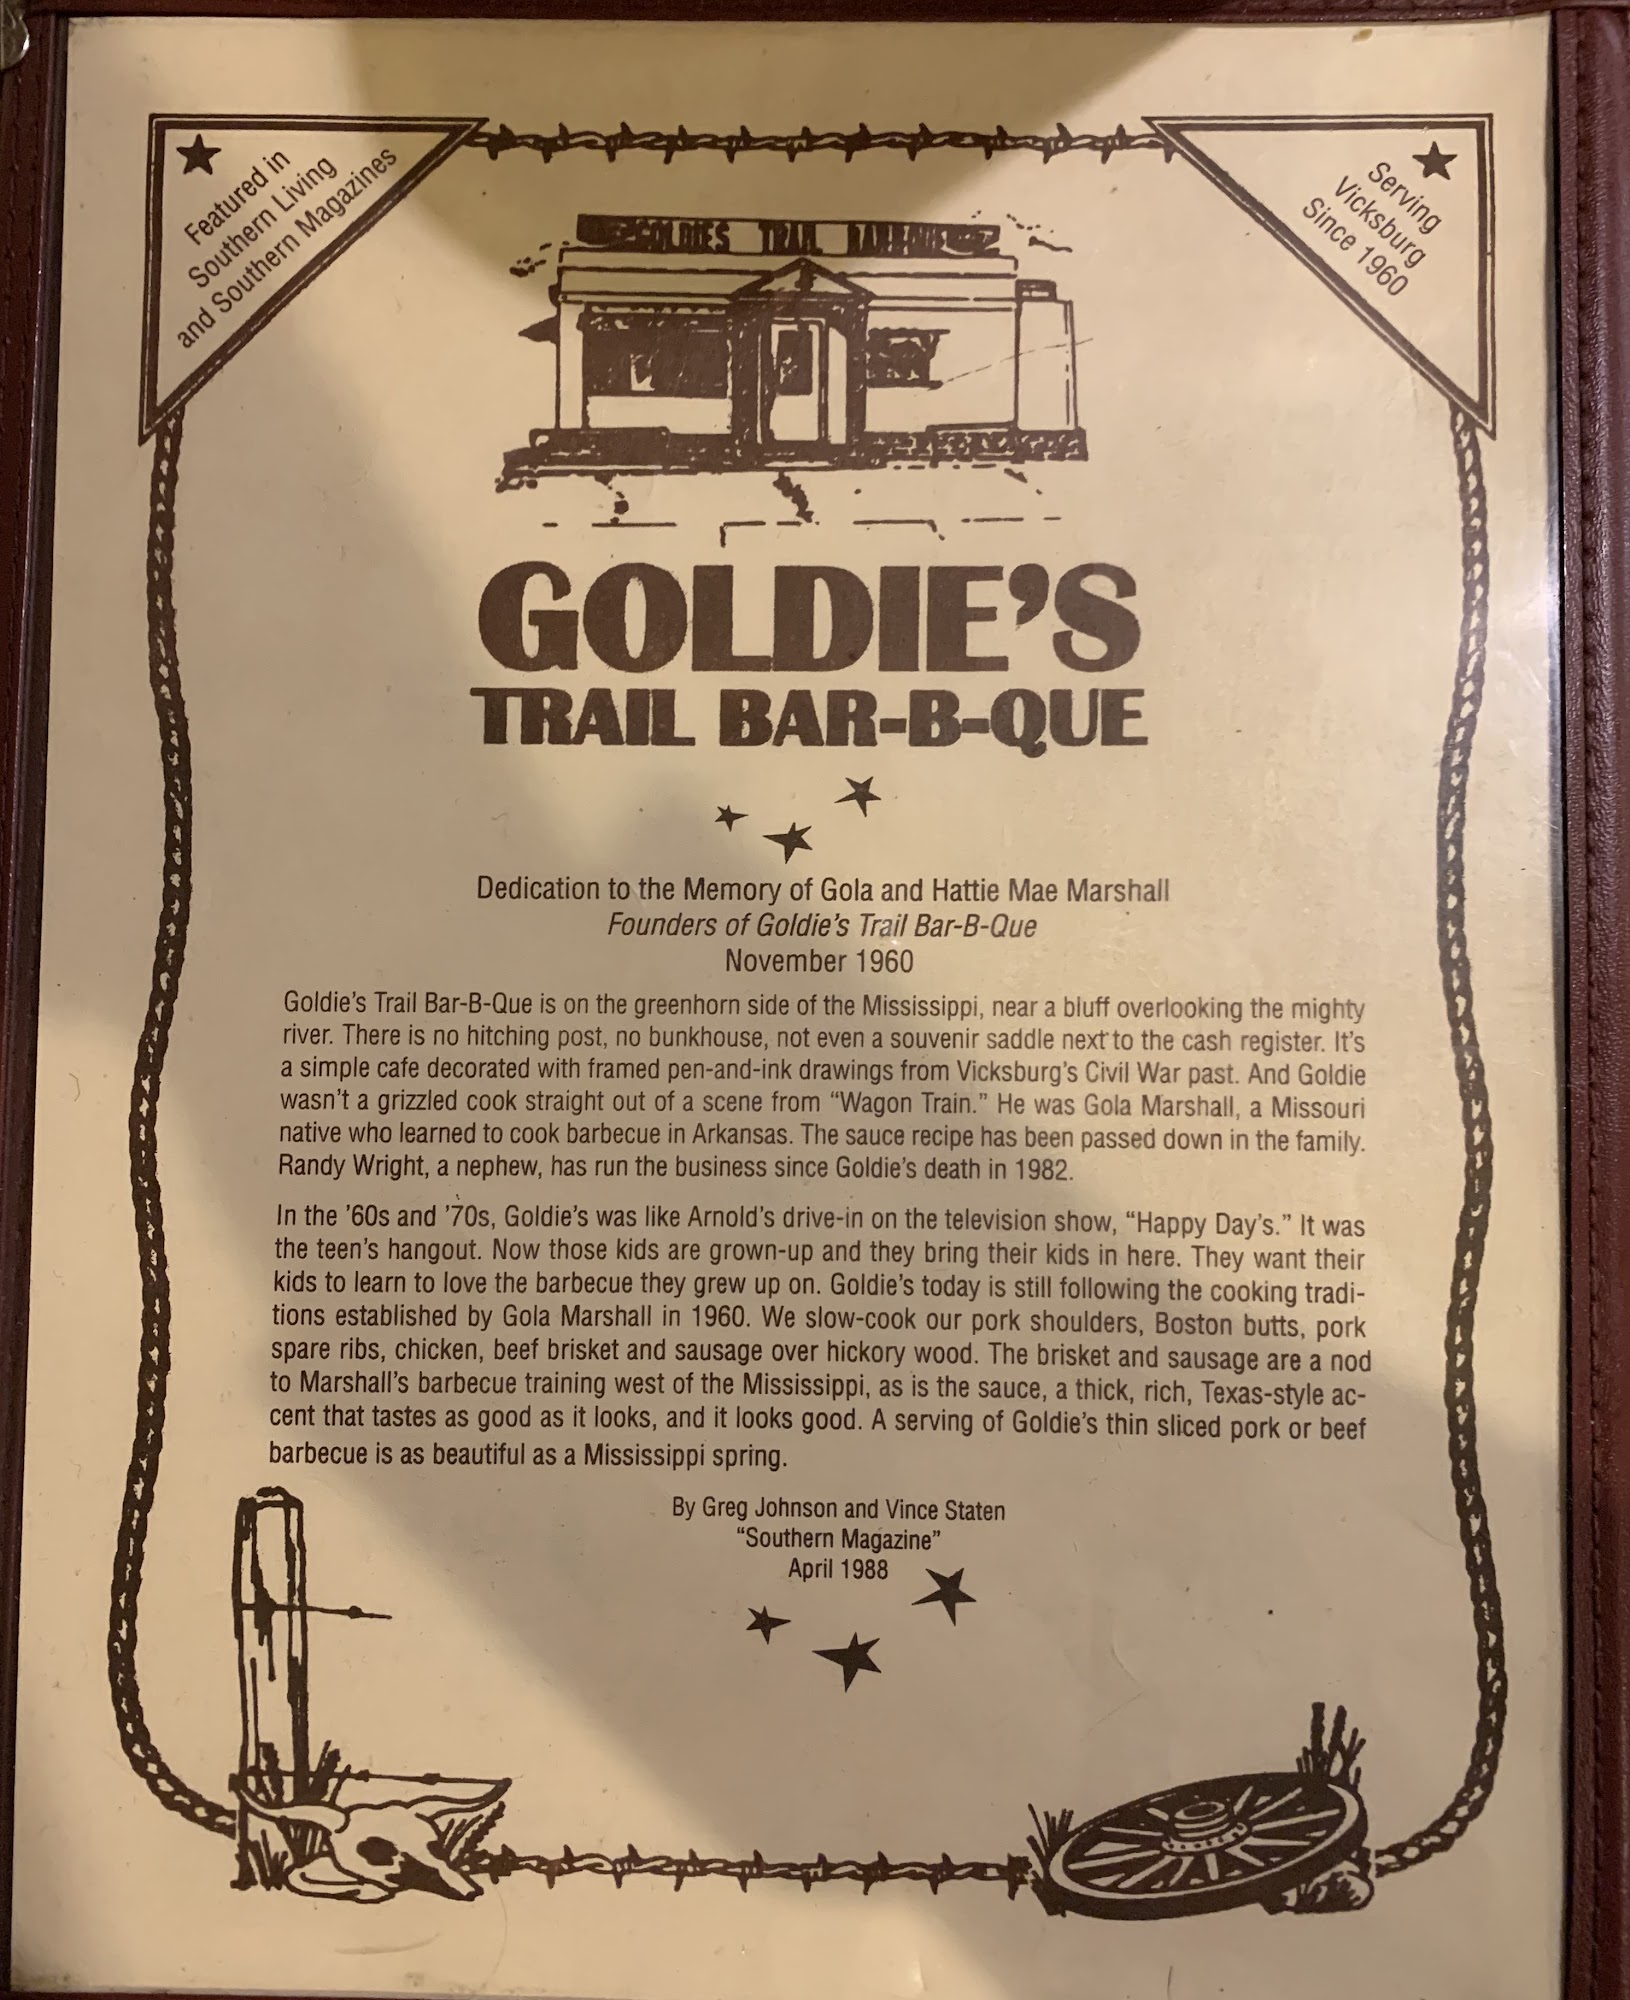 Featured in
Southern Living
and Southern Magazines
Serving
Vicksburg
Since 1960
GOLDIES TRAIL BAR-B-QUE
GOLDIE'S
TRAIL BAR-B-QUE
Dedication to the Memory of Gola and Hattie Mae Marshall
Founders of Goldie's Trail Bar-B-Que
November 1960
Goldie's Trail Bar-B-Que is on the greenhorn side of the Mississippi, near a bluff overlooking the mighty
river. There is no hitching post, no bunkhouse, not even a souvenir saddle next to the cash register. It's
a simple cafe decorated with framed pen-and-ink drawings from Vicksburg's Civil War past. And Goldie
wasn't a grizzled cook straight out of a scene from “Wagon Train.” He was Gola Marshall, a Missouri
native who learned to cook barbecue in Arkansas. The sauce recipe has been passed down in the family.
Randy Wright, a nephew, has run the business since Goldie's death in 1982.
In the '60s and '70s, Goldie's was like Arnold's drive-in on the television show, “Happy Day's.” It was
the teen's hangout. Now those kids are grown-up and they bring their kids in here. They want their
kids to learn to love the barbecue they grew up on. Goldie's today is still following the cooking tradi-
tions established by Gola Marshall in 1960. We slow-cook our pork shoulders, Boston butts, pork
spare ribs, chicken, beef brisket and sausage over hickory wood. The brisket and sausage are a nod
to Marshall's barbecue training west of the Mississippi, as is the sauce, a thick, rich, Texas-style ac-
cent that tastes as good as it looks, and it looks good. A serving of Goldie's thin sliced pork or beef
barbecue is as beautiful as a Mississippi spring.
By Greg Johnson and Vince Staten
“Southern Magazine”
April 1988